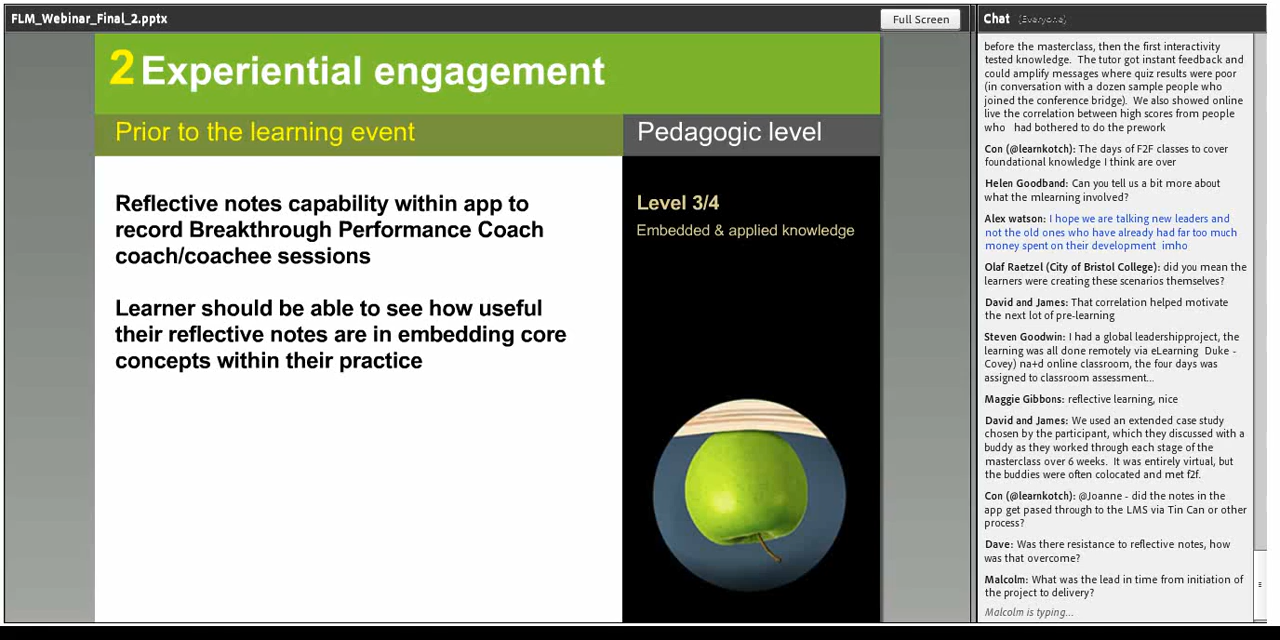 FLM_Webinar_Final_2.pptx
Full Screen
2 Experiential engagement
Prior to the learning event
Pedagogic level
Reflective notes capability within app to
record Breakthrough Performance Coach
coach/coachee sessions
Learner should be able to see how useful
their reflective notes are in embedding core
concepts within their practice
Level 3/4
Embedded & applied knowledge
Chat (Everyone)
before the masterclass, then the first interactivity
tested knowledge. The tutor got instant feedback and
could amplify messages where quiz results were poor
(in conversation with a dozen sample people who
joined the conference bridge). We also showed online
live the correlation between high scores from people
who had bothered to do the prework
Con (@learnkotch): The days of F2F classes to cover
foundational knowledge I think are over
Helen Goodband: Can you tell us a bit more about
what the mlearning involved?
Alex watson: I hope we are talking new leaders and
not the old ones who have already had far too much
money spent on their development imho
Olaf Raetzel (City of Bristol College): did you mean the
learners were creating these scenarios themselves?
David and James: That correlation helped motivate
the next lot of pre-learning
Steven Goodwin: I had a global leadershipproject, the
learning was all done remotely via eLearning Duke -
Covey) na+d online classroom, the four days was
assigned to classroom assessment...
Maggie Gibbons: reflective learning, nice
David and James: We used an extended case study
chosen by the participant, which they discussed with a
buddy as they worked through each stage of the
masterclass over 6 weeks. It was entirely virtual, but
the buddies were often colocated and met f2f.
Con (@learnkotch): @Joanne - did the notes in the
app get pased through to the LMS via Tin Can or other
process?
Dave: Was there resistance to reflective notes, how
was that overcome?
Malcolm: What was the lead in time from initiation of
the project to delivery?
Malcolm is typing...